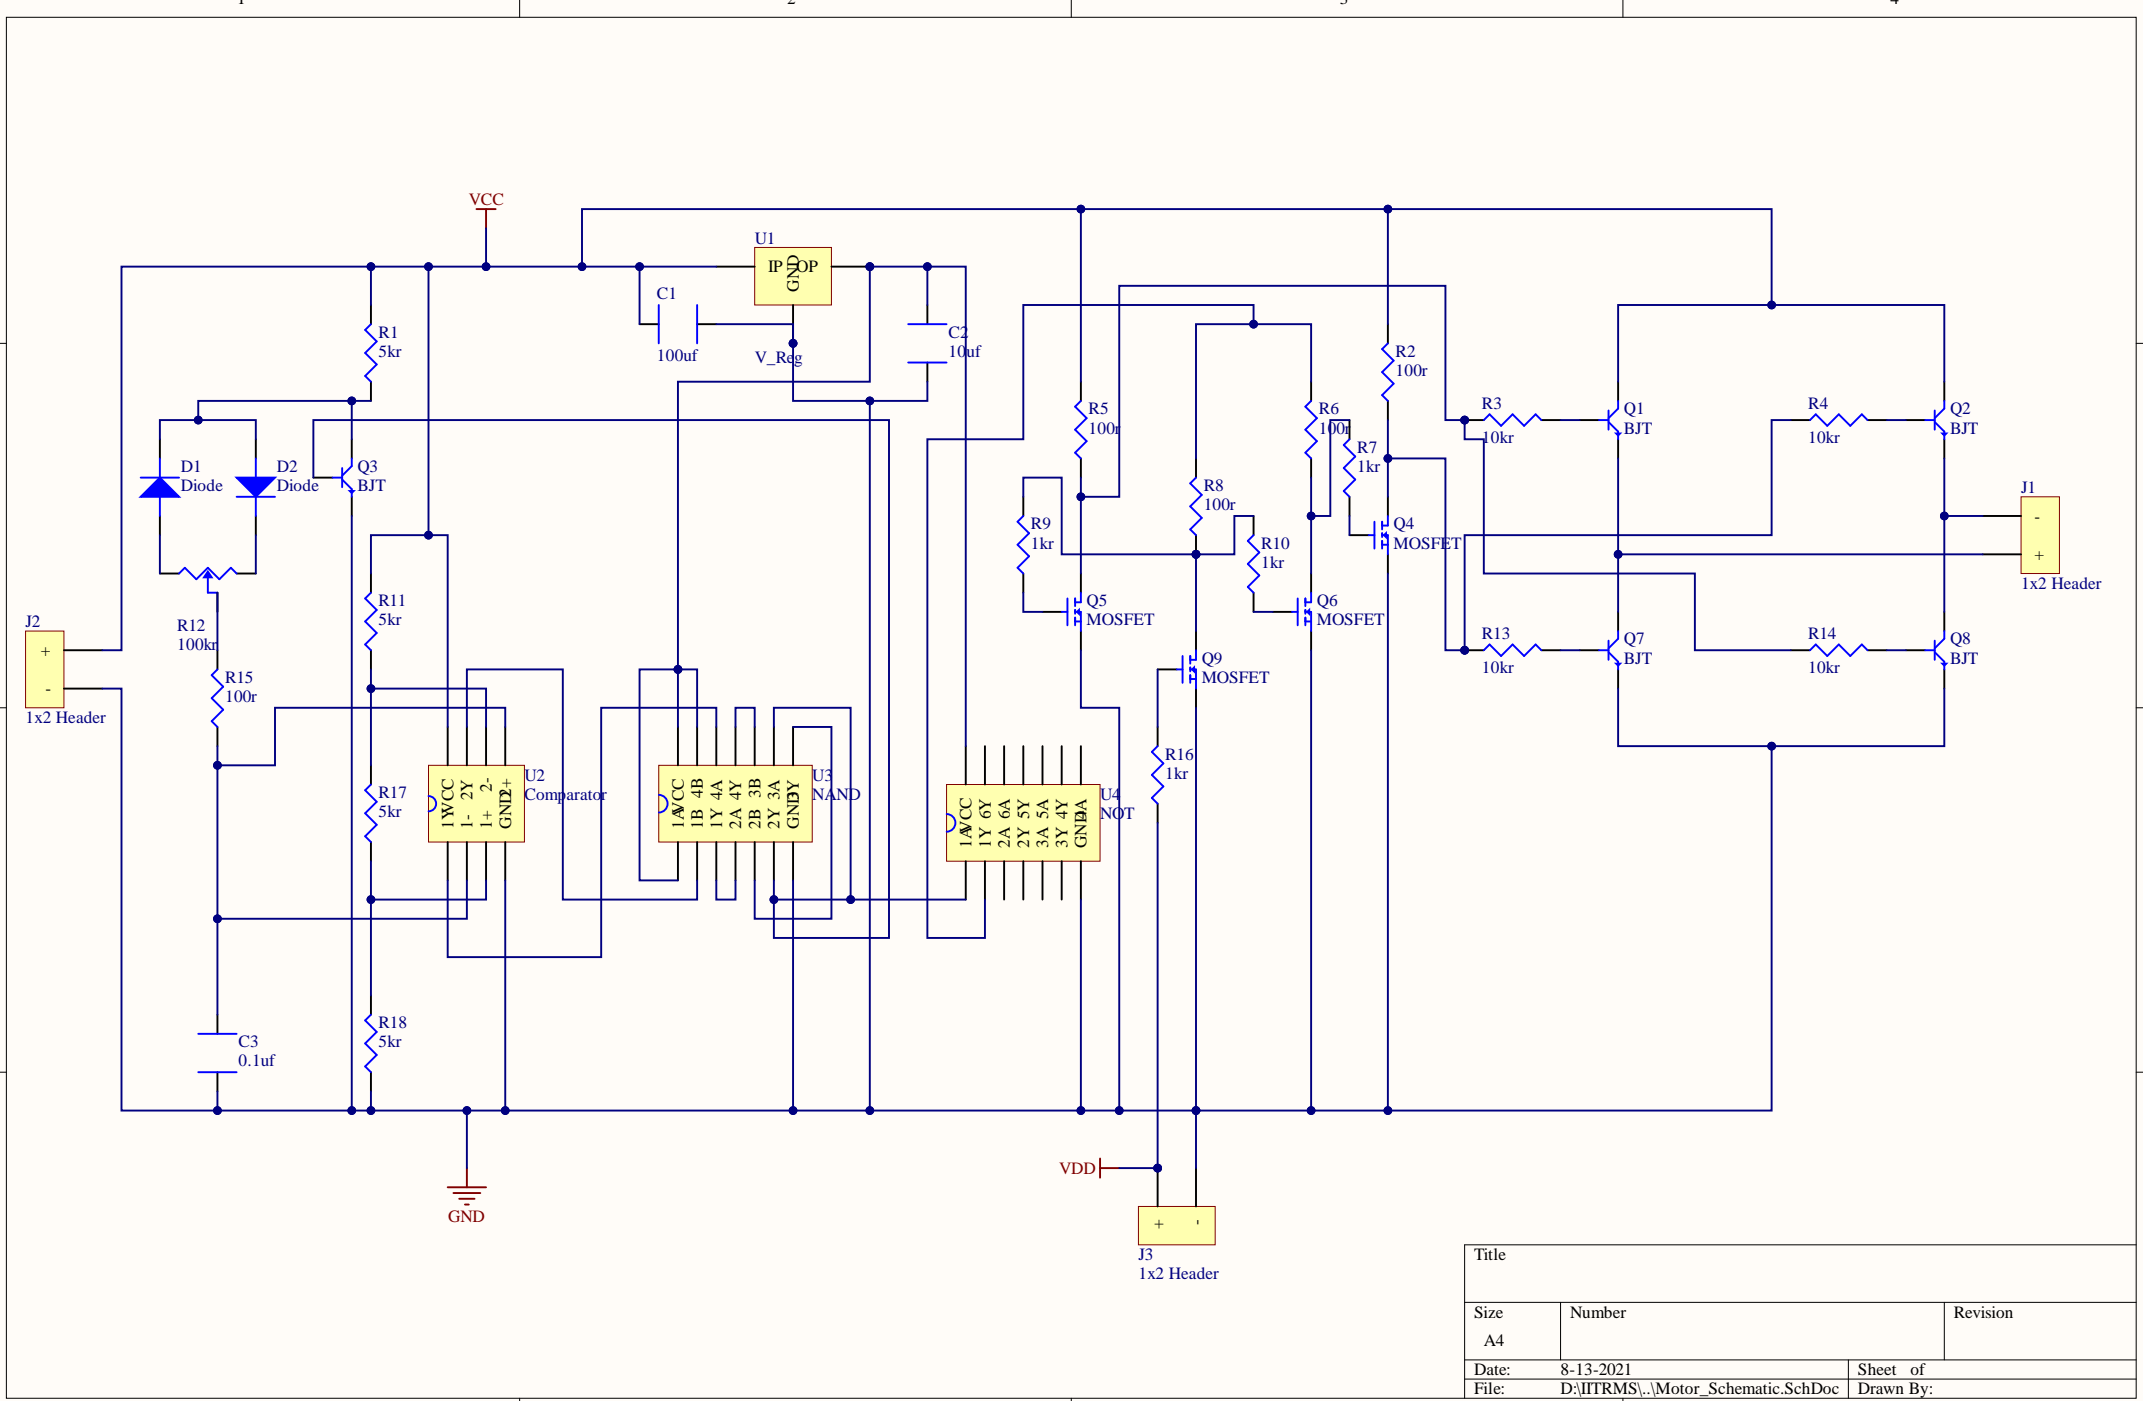 2
3
4
VCC
U1
IP OP
GND
C1
100uf
V_Reg
C2
10uf
R1
5kr
D1
Diode
D2
Diode
Q3
BJT
R5
100r
R6
100r
R7
1kr
R2
100r
R3
10kr
Q1
BJT
R4
10kr
Q2
BJT
R9
1kr
R8
100r
R10
1kr
Q4
MOSFET
J1
-
+
1x2 Header
R11
5kr
R12
100kr
J2
+
-
1x2 Header
R15
100r
Q5
MOSFET
Q6
MOSFET
Q9
MOSFET
R13
10kr
Q7
BJT
R14
10kr
Q8
BJT
R16
1kr
R17
5kr
U2
Comparator
1Y VCC
1- 2Y
1+ 2-
GND 2+
U3
NAND
1A VCC
1B 4B
1Y 4A
2A 4Y
2B 3B
2Y 3A
GND 3Y
U4
NOT
1A VCC
1Y 6Y
2A 6A
2Y 5Y
3A 5A
3Y 4Y
GND 4A
R18
5kr
C3
0.1uf
GND
VDD
+ -
J3
1x2 Header
Title
Size
A4
Number
Revision
Date: 8-13-2021 Sheet of
File: D:\IITRMS\..\Motor_Schematic.SchDoc Drawn By: